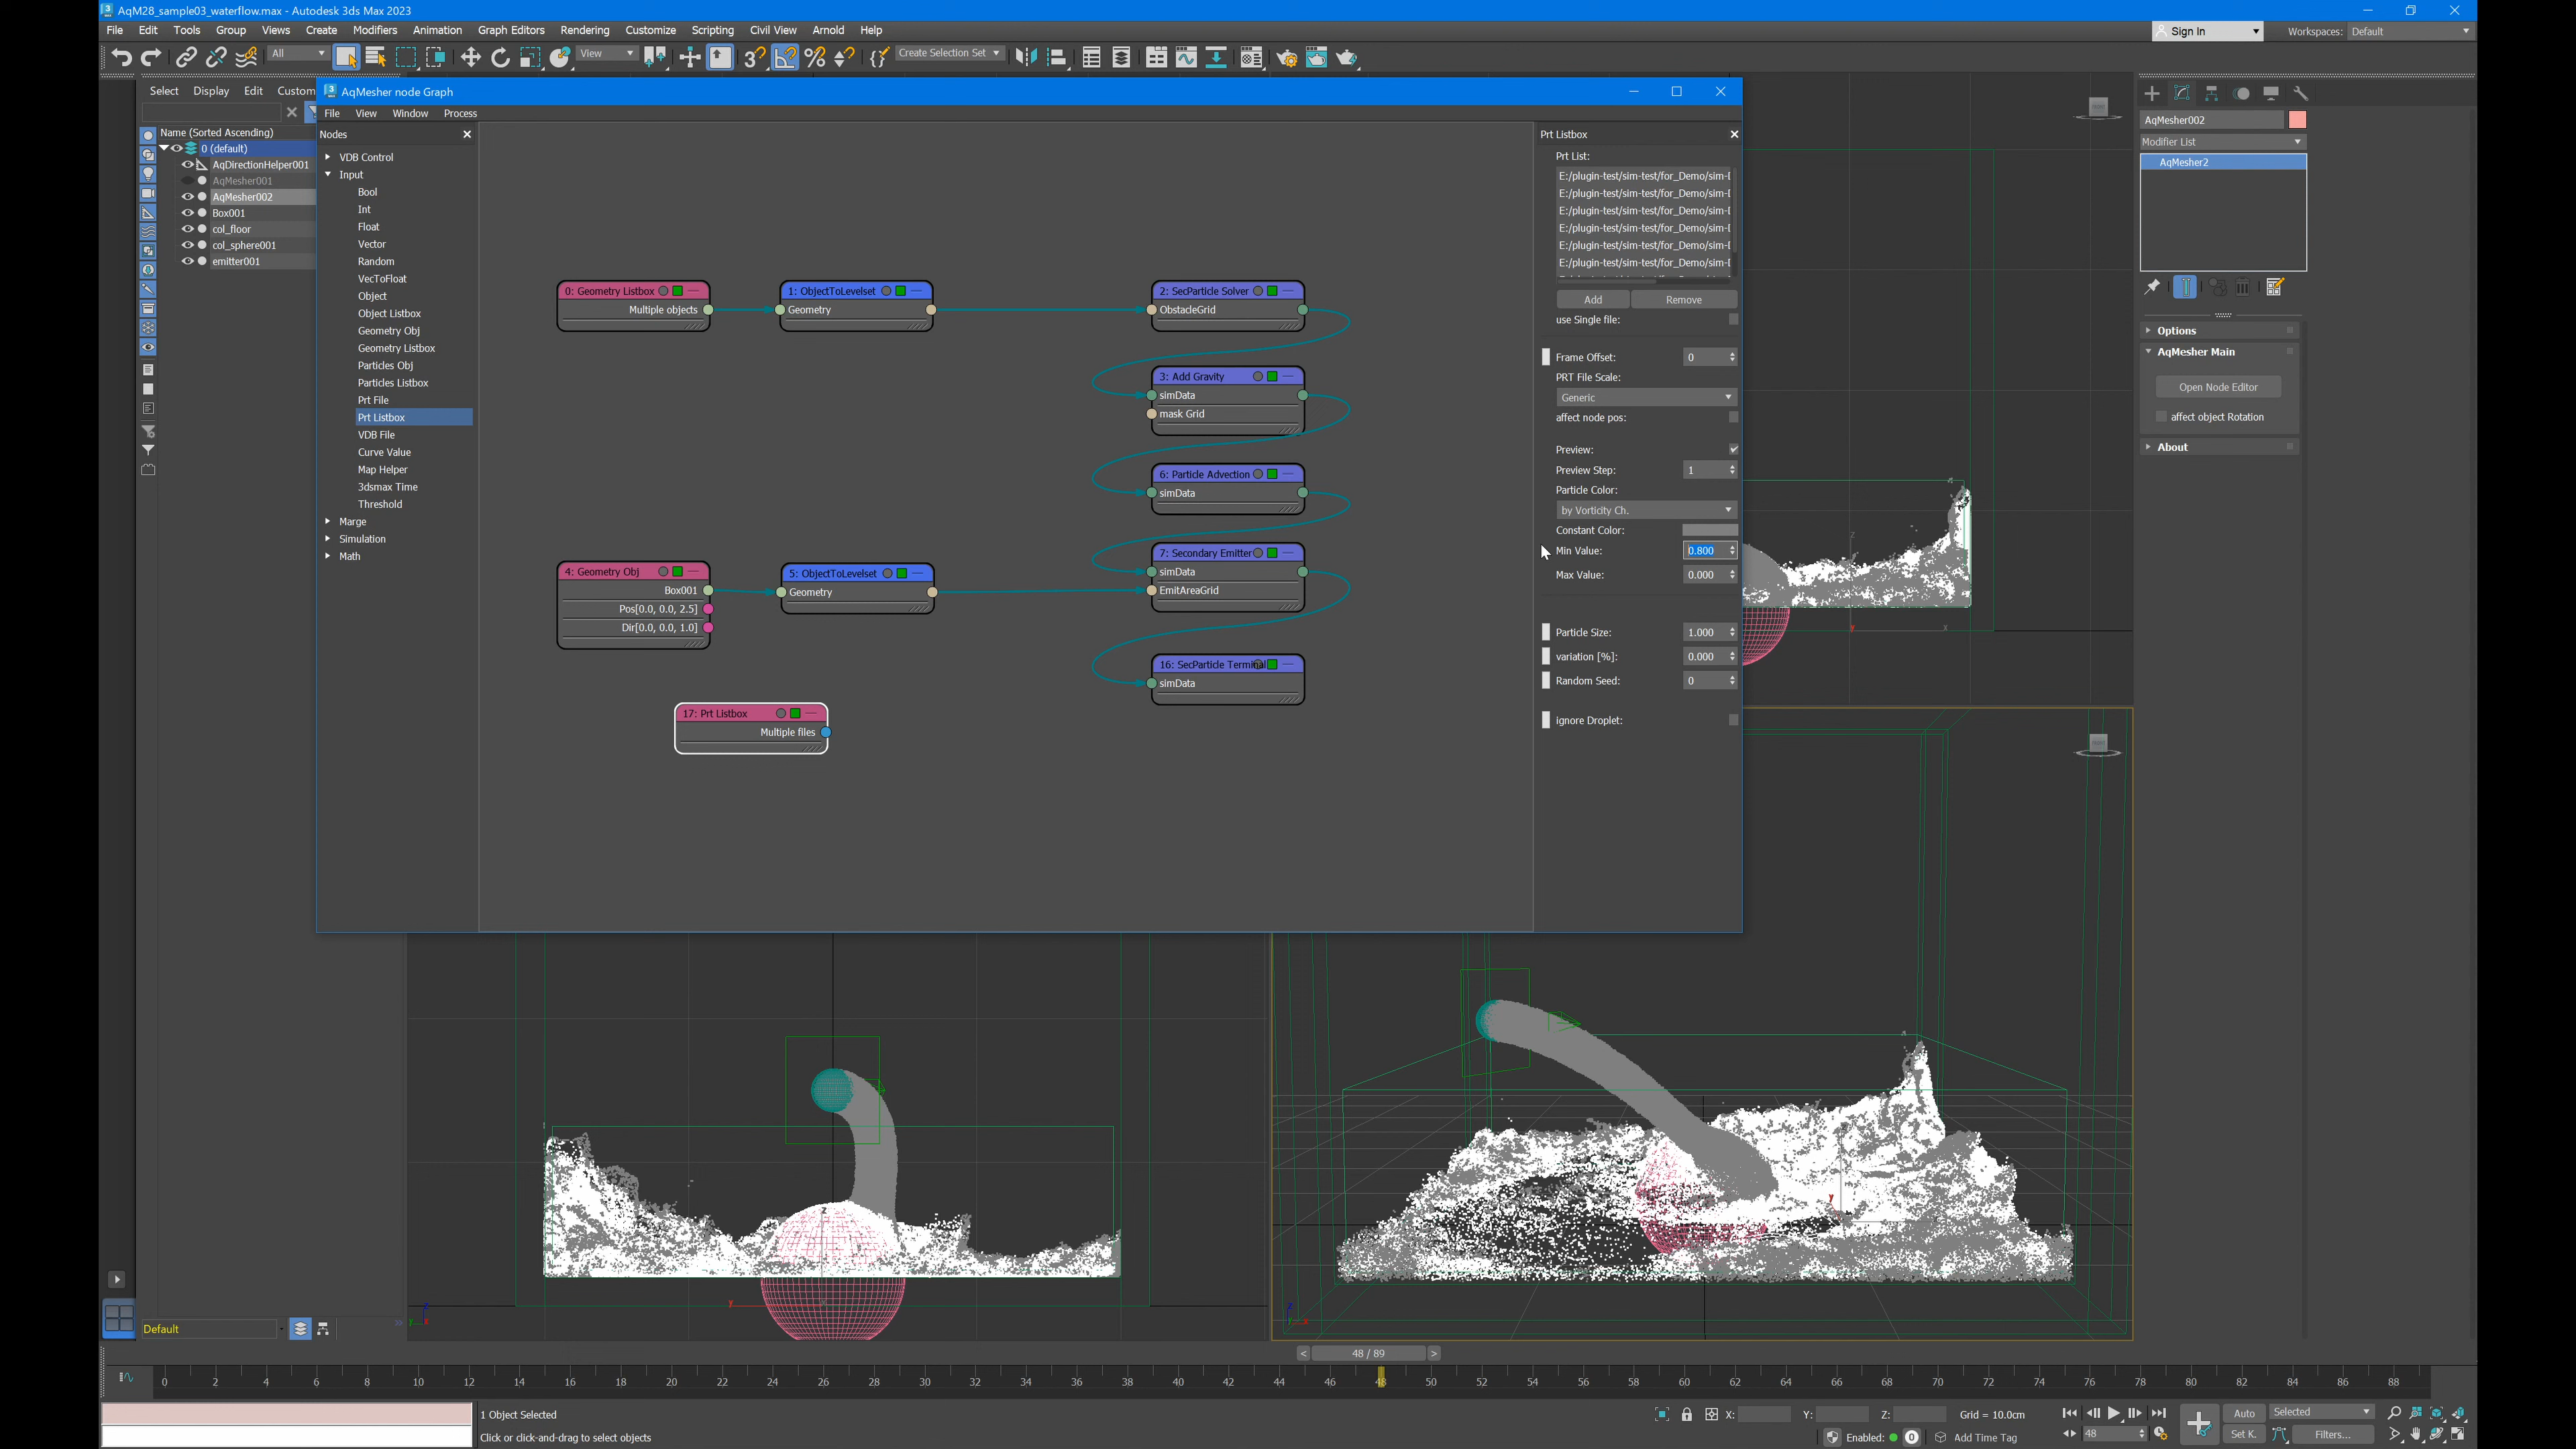 AqM28_sample03_waterflow.max - Autodesk 3ds Max 2023
File Edit Tools Group Views Create Modifiers Animation Graph Editors Rendering Customize Scripting Civil View Arnold Help
Sign In
Workspaces: Default
All
View
Create Selection Set
Select Display Edit Custom
Name (Sorted Ascending)
0 (default)
AqDirectionHelper001
AqMesher001
AqMesher002
Box001
col_floor
col_sphere001
emitter001
AqMesher node Graph
File View Window Process
Nodes
VDB Control
Input
Bool
Int
Float
Vector
Random
VecToFloat
Object
Object Listbox
Geometry Obj
Geometry Listbox
Particles Obj
Particles Listbox
Prt File
Prt Listbox
VDB File
Curve Value
Map Helper
3dsmax Time
Threshold
Marge
Simulation
Math
0: Geometry Listbox
Multiple objects
1: ObjectToLevelset
Geometry
2: SecParticle Solver
ObstacleGrid
3: Add Gravity
simData
mask Grid
6: Particle Advection
simData
7: Secondary Emitter
simData
EmitAreaGrid
16: SecParticle Terminal
simData
4: Geometry Obj
Box001
Pos[0.0, 0.0, 2.5]
Dir[0.0, 0.0, 1.0]
5: ObjectToLevelset
Geometry
17: Prt Listbox
Multiple files
Prt Listbox
Prt List:
E:/plugin-test/sim-test/for_Demo/sim-
E:/plugin-test/sim-test/for_Demo/sim-
E:/plugin-test/sim-test/for_Demo/sim-
E:/plugin-test/sim-test/for_Demo/sim-
E:/plugin-test/sim-test/for_Demo/sim-
E:/plugin-test/sim-test/for_Demo/sim-
Add Remove
use Single file:
Frame Offset: 0
PRT File Scale:
Generic
affect node pos:
Preview:
Preview Step: 1
Particle Color:
by Vorticity Ch.
Constant Color:
Min Value: 0.800
Max Value: 0.000
Particle Size: 1.000
variation [%]: 0.000
Random Seed: 0
ignore Droplet:
AqMesher002
Modifier List
AqMesher2
Options
AqMesher Main
Open Node Editor
affect object Rotation
About
Default
48 / 89
0 2 4 6 8 10 12 14 16 18 20 22 24 26 28 30 32 34 36 38 40 42 44 46 48 50 52 54 56 58 60 62 64 66 68 70 72 74 76 78 80 82 84 86 88
1 Object Selected
Click or click-and-drag to select objects
X: Y: Z: Grid = 10.0cm
Enabled: 0 Add Time Tag
48
Auto Selected
Set K. Filters...